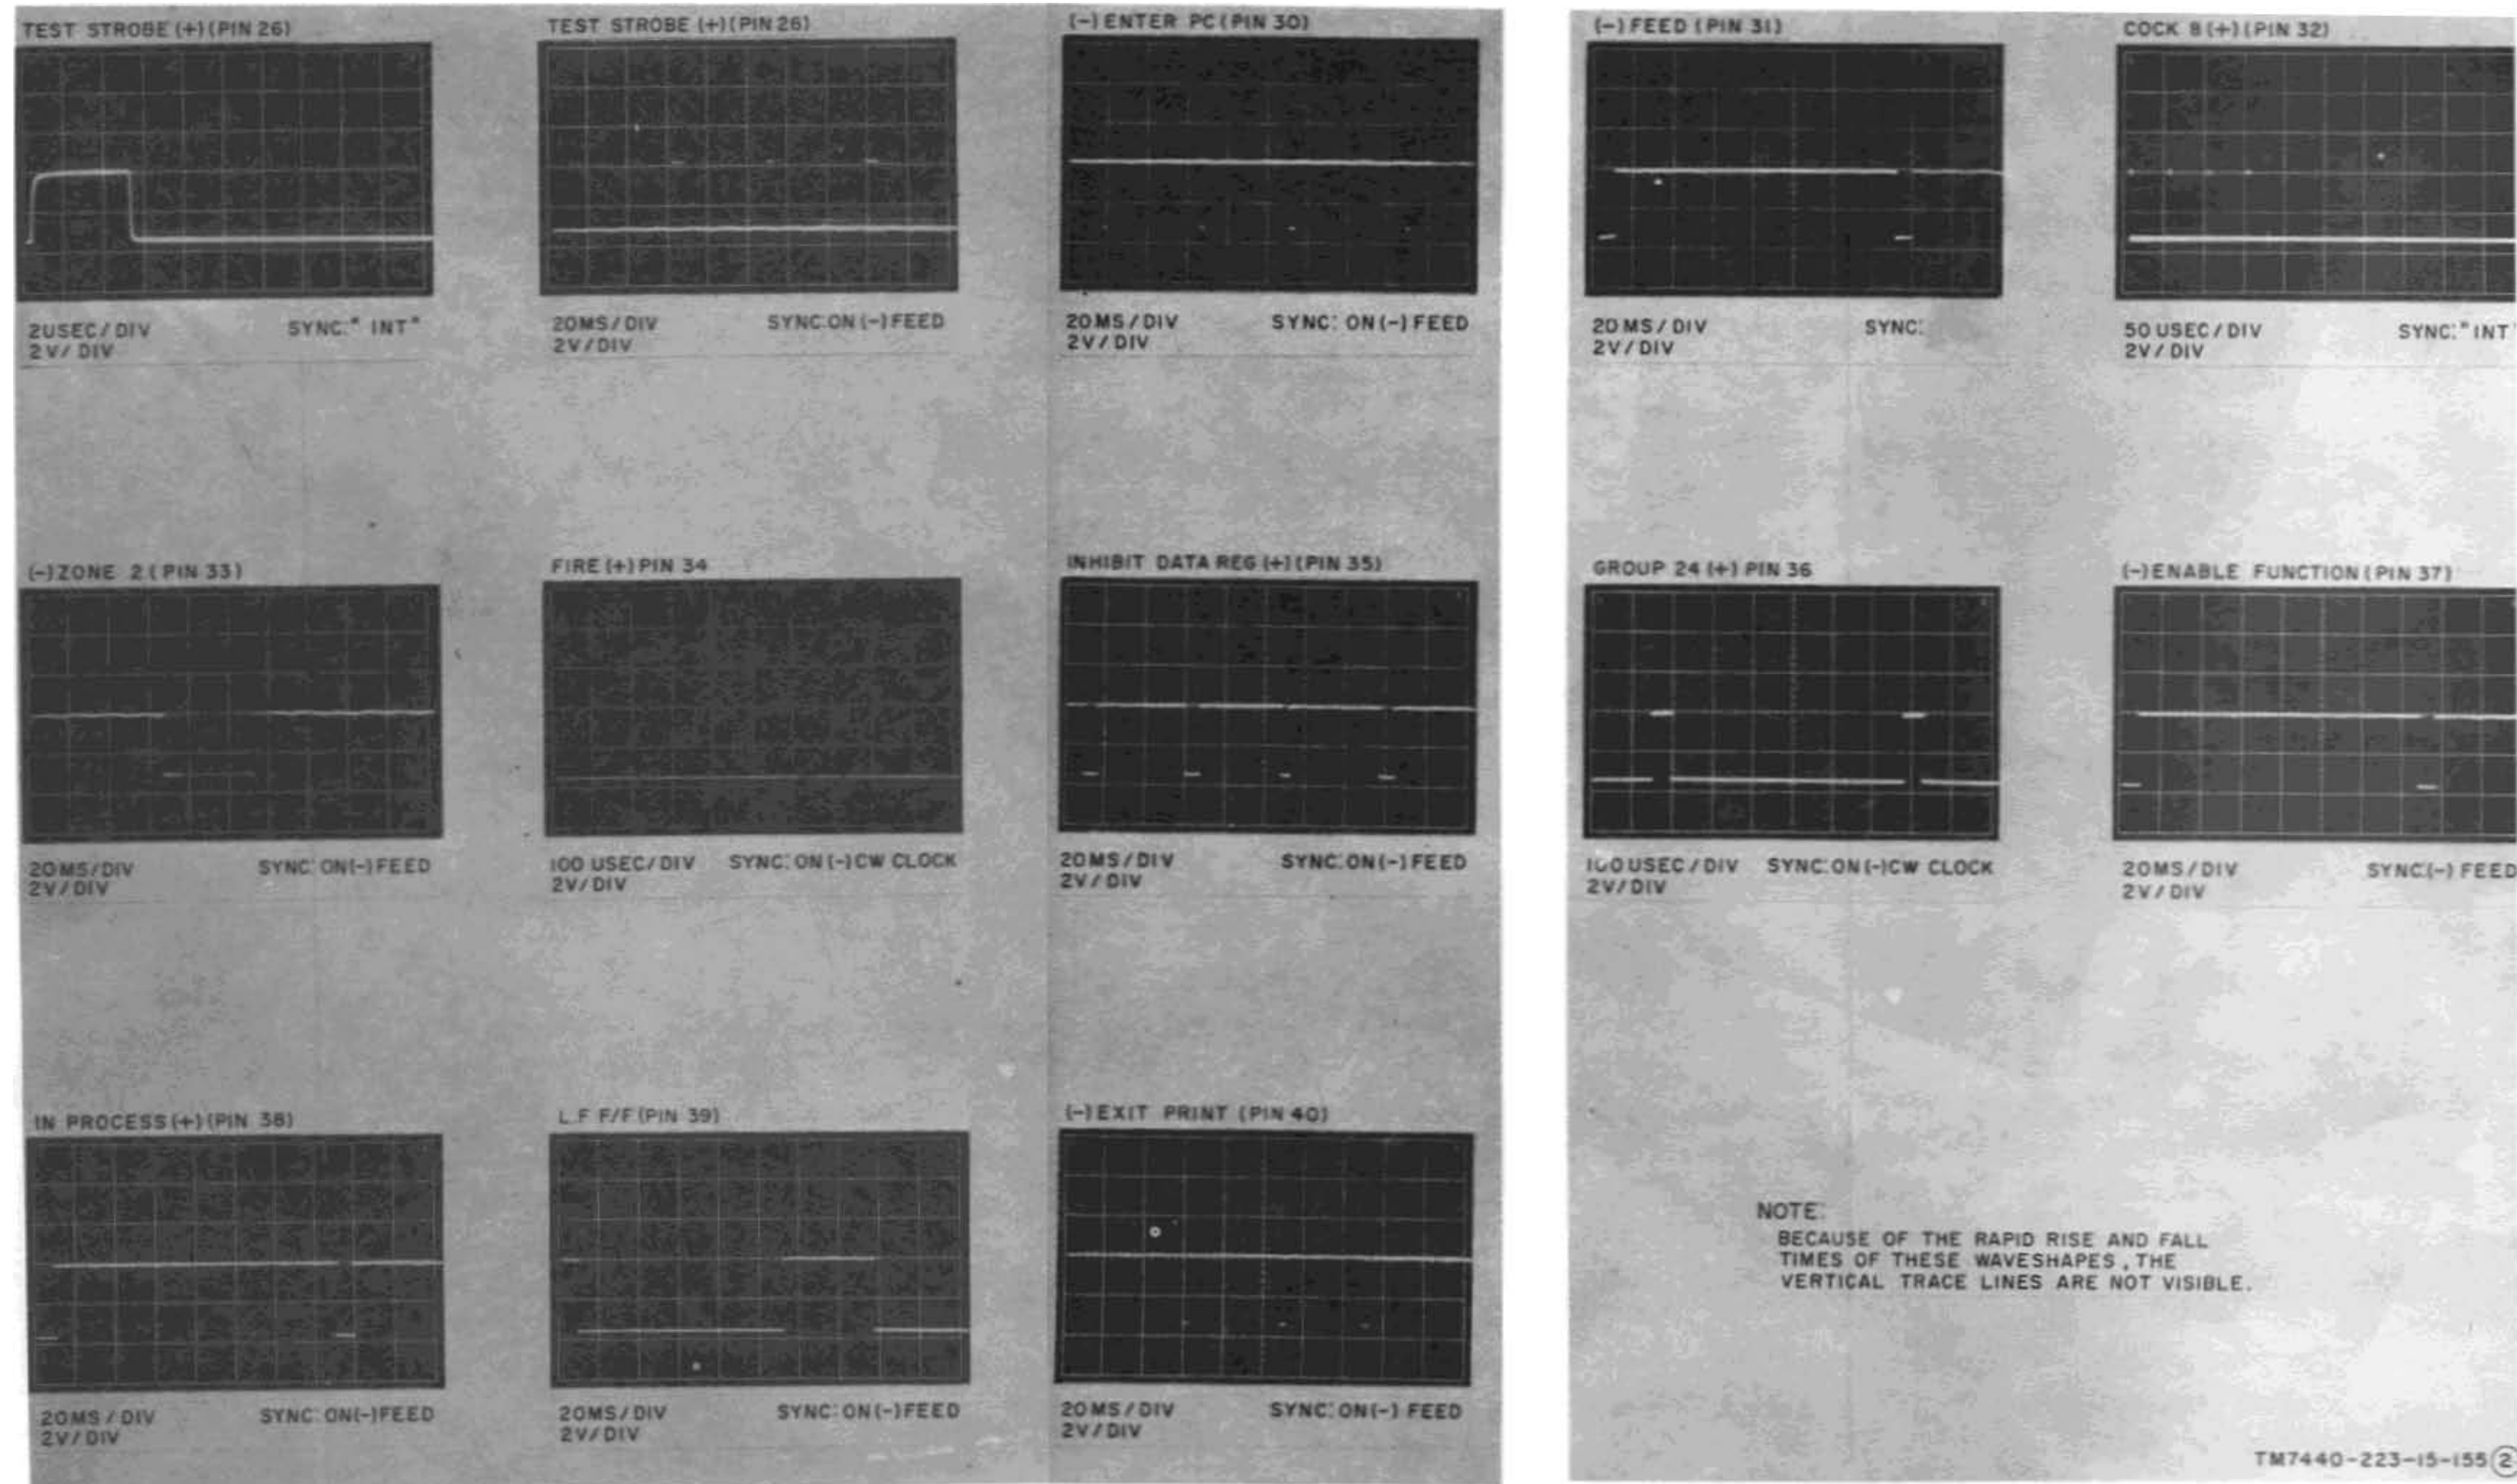 TEST STROBE (+) (PIN 26)
2USEC/DIV SYNC:" INT"
2V/ DIV
TEST STROBE (+) (PIN 26)
20MS/DIV SYNC:ON (-) FEED
2V/DIV
(-) ENTER PC (PIN 30)
20MS/DIV SYNC: ON (-) FEED
2V/DIV
(-) FEED (PIN 31)
20 MS/DIV SYNC:
2V/DIV
COCK 8 (+) (PIN 32)
50 USEC/DIV SYNC:"INT
2V/DIV
(-) ZONE 2 (PIN 33)
20MS/DIV SYNC: ON (-) FEED
2V/DIV
FIRE (+) PIN 34
100 USEC/DIV SYNC: ON (-) CW CLOCK
2V/DIV
INHIBIT DATA REG (+) (PIN 35)
20MS/DIV SYNC: ON (-) FEED
2V/DIV
GROUP 24 (+) PIN 36
100USEC/DIV SYNC:ON (-) CW CLOCK
2V/DIV
(-) ENABLE FUNCTION (PIN 37)
20MS/DIV SYNC:(-) FEED
2V/DIV
IN PROCESS (+) (PIN 38)
20MS/DIV SYNC: ON (-) FEED
2V/DIV
L.F F/F (PIN 39)
20MS/DIV SYNC: ON (-) FEED
2V/DIV
(-) EXIT PRINT (PIN 40)
20MS/DIV SYNC: ON (-) FEED
2V/DIV
NOTE:
BECAUSE OF THE RAPID RISE AND FALL
TIMES OF THESE WAVESHAPES, THE
VERTICAL TRACE LINES ARE NOT VISIBLE.
TM7440-223-15-155 2